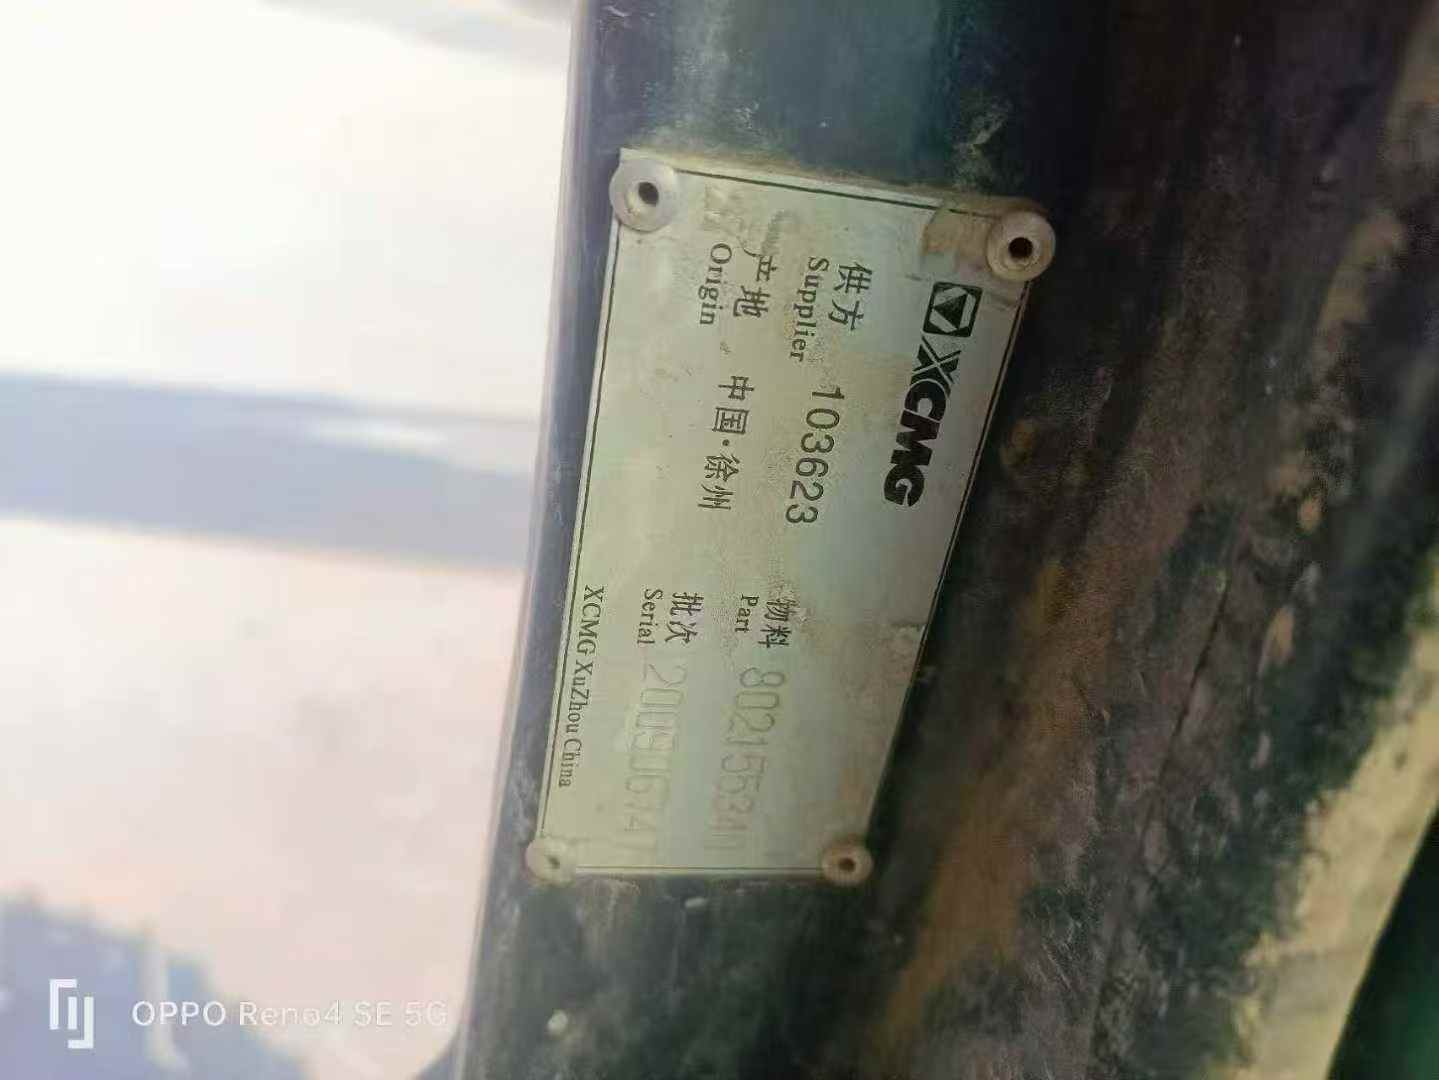 XCMG
供方 103623
Supplier
产地 中国·徐州
Origin
物料
Part
批次
Serial
XCMG XuZhou China
OPPO Reno4 SE 5G